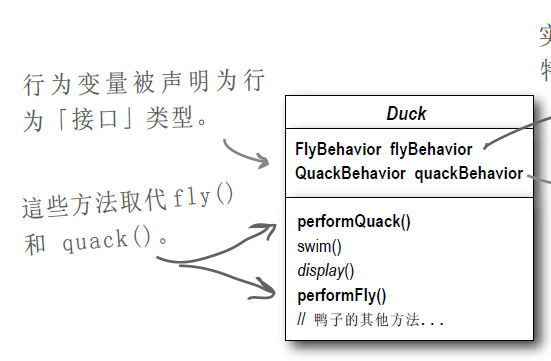 行为变量被声明为行
为「接口」类型。
這些方法取代fly()
和 quack()。
Duck
FlyBehavior flyBehavior
QuackBehavior quackBehavior
performQuack()
swim()
display()
performFly()
// 鸭子的其他方法...